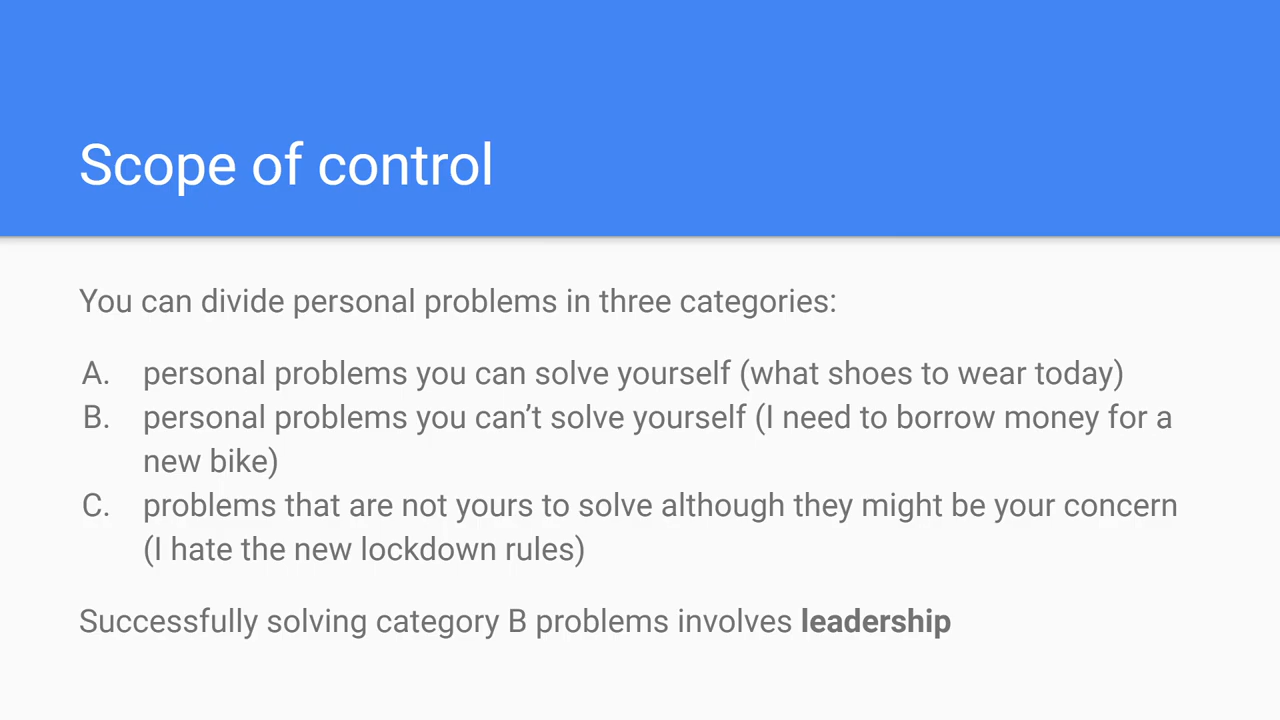 Scope of control
You can divide personal problems in three categories:
A. personal problems you can solve yourself (what shoes to wear today)
B. personal problems you can’t solve yourself (I need to borrow money for a
new bike)
C. problems that are not yours to solve although they might be your concern
(I hate the new lockdown rules)
Successfully solving category B problems involves leadership